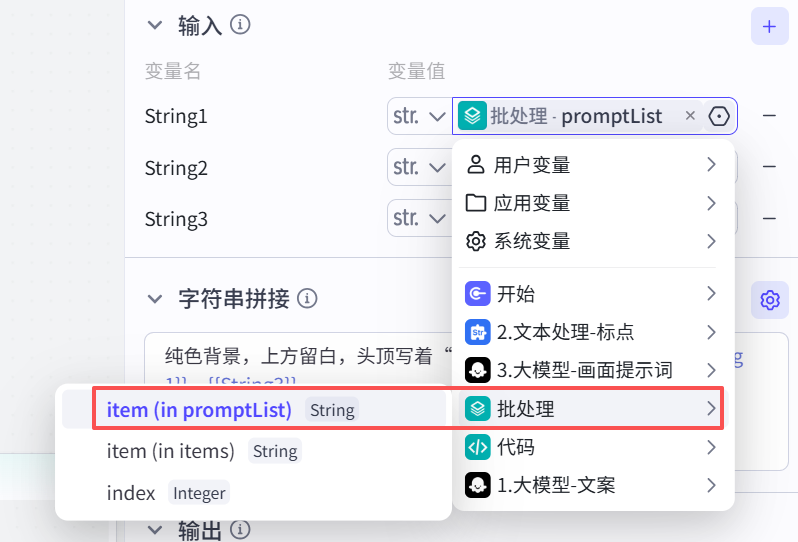 输入
变量名 变量值
String1 str. 批处理 - promptList
String2 str.
String3 str.
用户变量
应用变量
系统变量
开始
2.文本处理-标点
3.大模型-画面提示词
批处理
代码
1.大模型-文案
字符串拼接
纯色背景，上方留白，头顶写着“
item (in promptList) String
item (in items) String
index Integer
输出